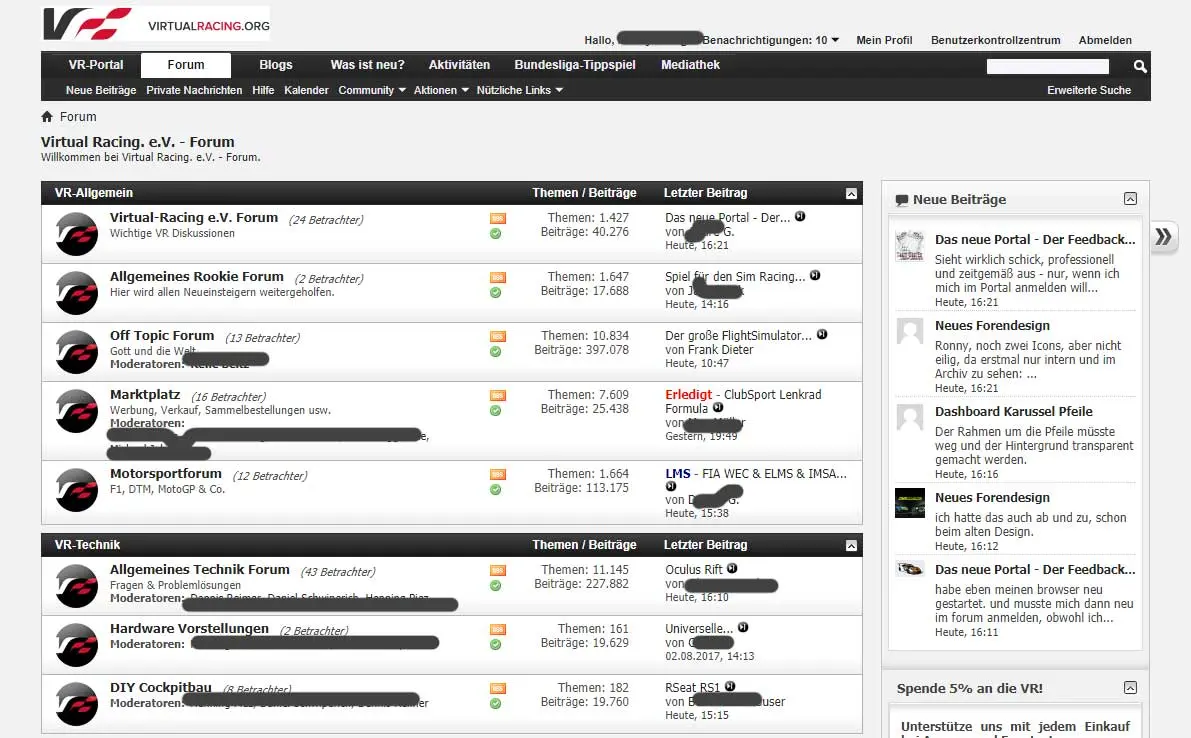 VIRTUALRACING.ORG
Hallo, Benachrichtigungen: 10 Mein Profil Benutzerkontrollzentrum Abmelden
VR-Portal Forum Blogs Was ist neu? Aktivitäten Bundesliga-Tippspiel Mediathek
Neue Beiträge Private Nachrichten Hilfe Kalender Community Aktionen Nützliche Links Erweiterte Suche
Forum
Virtual Racing. e.V. - Forum
Willkommen bei Virtual Racing. e.V. - Forum.
VR-Allgemein Themen / Beiträge Letzter Beitrag
Virtual-Racing e.V. Forum (24 Betrachter) RSS Themen: 1.427 Das neue Portal - Der...
Wichtige VR Diskussionen Beiträge: 40.276 von G.
Heute, 16:21
Allgemeines Rookie Forum (2 Betrachter) RSS Themen: 1.647 Spiel für den Sim Racing...
Hier wird allen Neueinsteigern weitergeholfen. Beiträge: 17.688 von
Heute, 14:16
Off Topic Forum (13 Betrachter) RSS Themen: 10.834 Der große FlightSimulator...
Gott und die Welt Beiträge: 397.078 von Frank Dieter
Moderatoren: Heute, 10:47
Marktplatz (16 Betrachter) RSS Themen: 7.609 Erledigt - ClubSport Lenkrad
Werbung, Verkauf, Sammelbestellungen usw. Beiträge: 25.438 Formula
Moderatoren: von
Gestern, 19:49
Motorsportforum (12 Betrachter) RSS Themen: 1.664 LMS - FIA WEC & ELMS & IMSA...
F1, DTM, MotoGP & Co. Beiträge: 113.175
von G.
Heute, 15:38
VR-Technik Themen / Beiträge Letzter Beitrag
Allgemeines Technik Forum (43 Betrachter) RSS Themen: 11.145 Oculus Rift
Fragen & Problemlösungen Beiträge: 227.882 von
Moderatoren: Heute, 16:10
Hardware Vorstellungen (2 Betrachter) RSS Themen: 161 Universelle...
Moderatoren: Beiträge: 19.629 von
02.08.2017, 14:13
DIY Cockpitbau (8 Betrachter) RSS Themen: 182 RSeat RS1
Moderatoren: Beiträge: 19.760 von
Heute, 15:15
Neue Beiträge
Das neue Portal - Der Feedback...
Sieht wirklich schick, professionell
und zeitgemäß aus - nur, wenn ich
mich im Portal anmelden will...
Heute, 16:21
Neues Forendesign
Ronny, noch zwei Icons, aber nicht
eilig, da erstmal nur intern und im
Archiv zu sehen: ...
Heute, 16:21
Dashboard Karussel Pfeile
Der Rahmen um die Pfeile müsste
weg und der Hintergrund transparent
gemacht werden.
Heute, 16:16
Neues Forendesign
ich hatte das auch ab und zu, schon
beim alten Design.
Heute, 16:12
Das neue Portal - Der Feedback...
habe eben meinen browser neu
gestartet. und musste mich dann neu
im forum anmelden, obwohl ich...
Heute, 16:11
Spende 5% an die VR!
Unterstütze uns mit jedem Einkauf